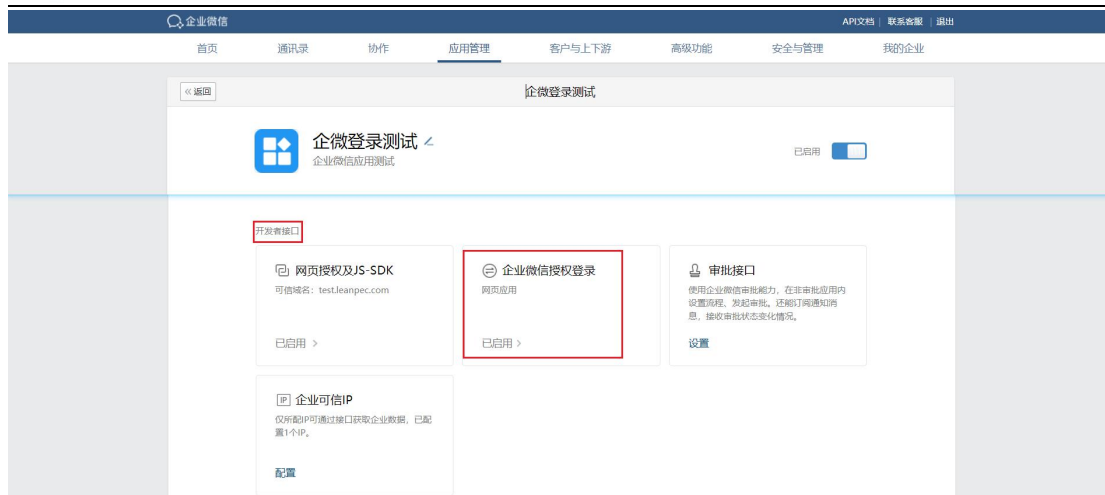 企业微信
API文档 | 联系客服 | 退出
首页 通讯录 协作 应用管理 客户与上下游 高级功能 安全与管理 我的企业
«返回
企微登录测试
企微登录测试
企业微信应用测试
已启用
开发者接口
网页授权及JS-SDK
可信域名：test.leanpec.com
已启用 >
企业微信授权登录
网页应用
已启用 >
审批接口
使用企业微信审批能力，在非审批应用内
设置流程、发起审批。还能订阅通知消
息，接收审批状态变化情况。
设置
IP 企业可信IP
仅所配IP可通过接口获取企业数据，已配
置1个IP。
配置